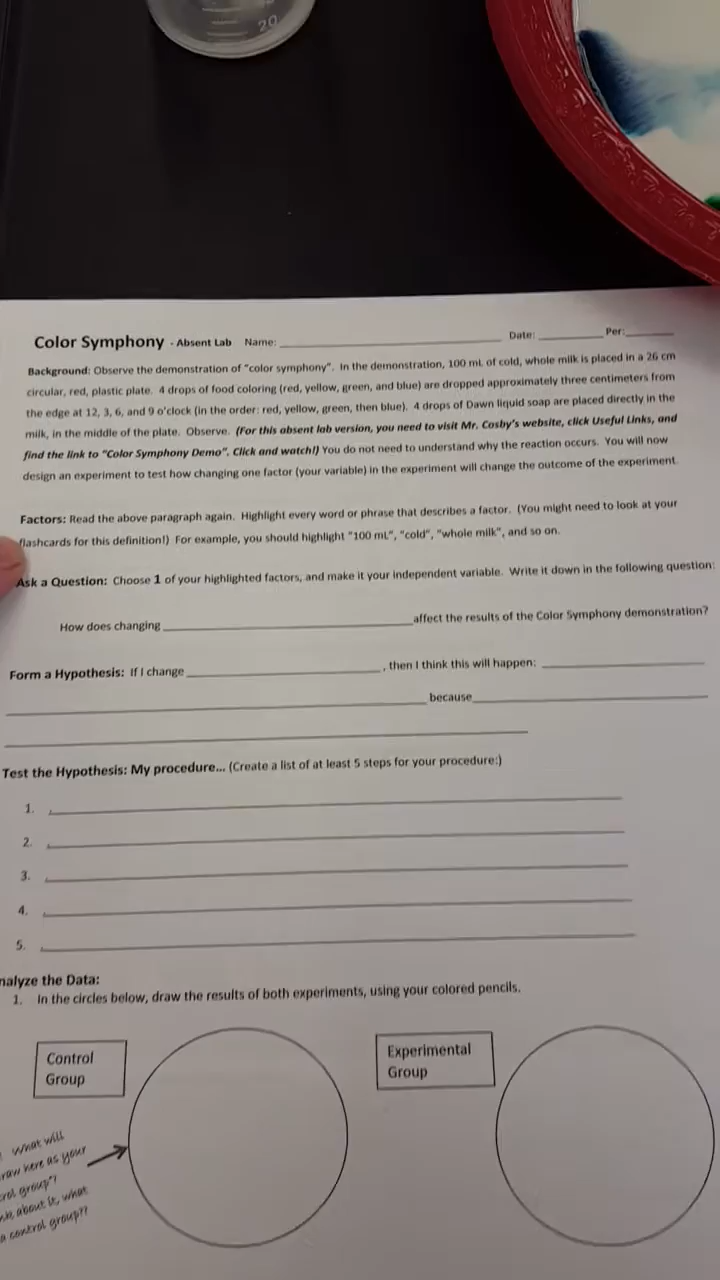 20
Color Symphony - Absent Lab Name: Date: Per:
Background: Observe the demonstration of "color symphony". In the demonstration, 100 mL of cold, whole milk is placed in a 26 cm
circular, red, plastic plate. 4 drops of food coloring (red, yellow, green, and blue) are dropped approximately three centimeters from
the edge at 12, 3, 6, and 9 o'clock (in the order: red, yellow, green, then blue). 4 drops of Dawn liquid soap are placed directly in the
milk, in the middle of the plate. Observe. (For this absent lab version, you need to visit Mr. Cosby's website, click Useful Links, and
find the link to "Color Symphony Demo". Click and watch!) You do not need to understand why the reaction occurs. You will now
design an experiment to test how changing one factor (your variable) in the experiment will change the outcome of the experiment.
Factors: Read the above paragraph again. Highlight every word or phrase that describes a factor. (You might need to look at your
flashcards for this definition!) For example, you should highlight "100 mL", "cold", "whole milk", and so on.
Ask a Question: Choose 1 of your highlighted factors, and make it your independent variable. Write it down in the following question:
How does changing affect the results of the Color Symphony demonstration?
Form a Hypothesis: If I change , then I think this will happen:
because
Test the Hypothesis: My procedure... (Create a list of at least 5 steps for your procedure:)
1.
2.
3.
4.
5.
nalyze the Data:
1. In the circles below, draw the results of both experiments, using your colored pencils.
Control
Group
Experimental
Group
What will
raw here as your
rol group"?
nk about it, what
a control group??